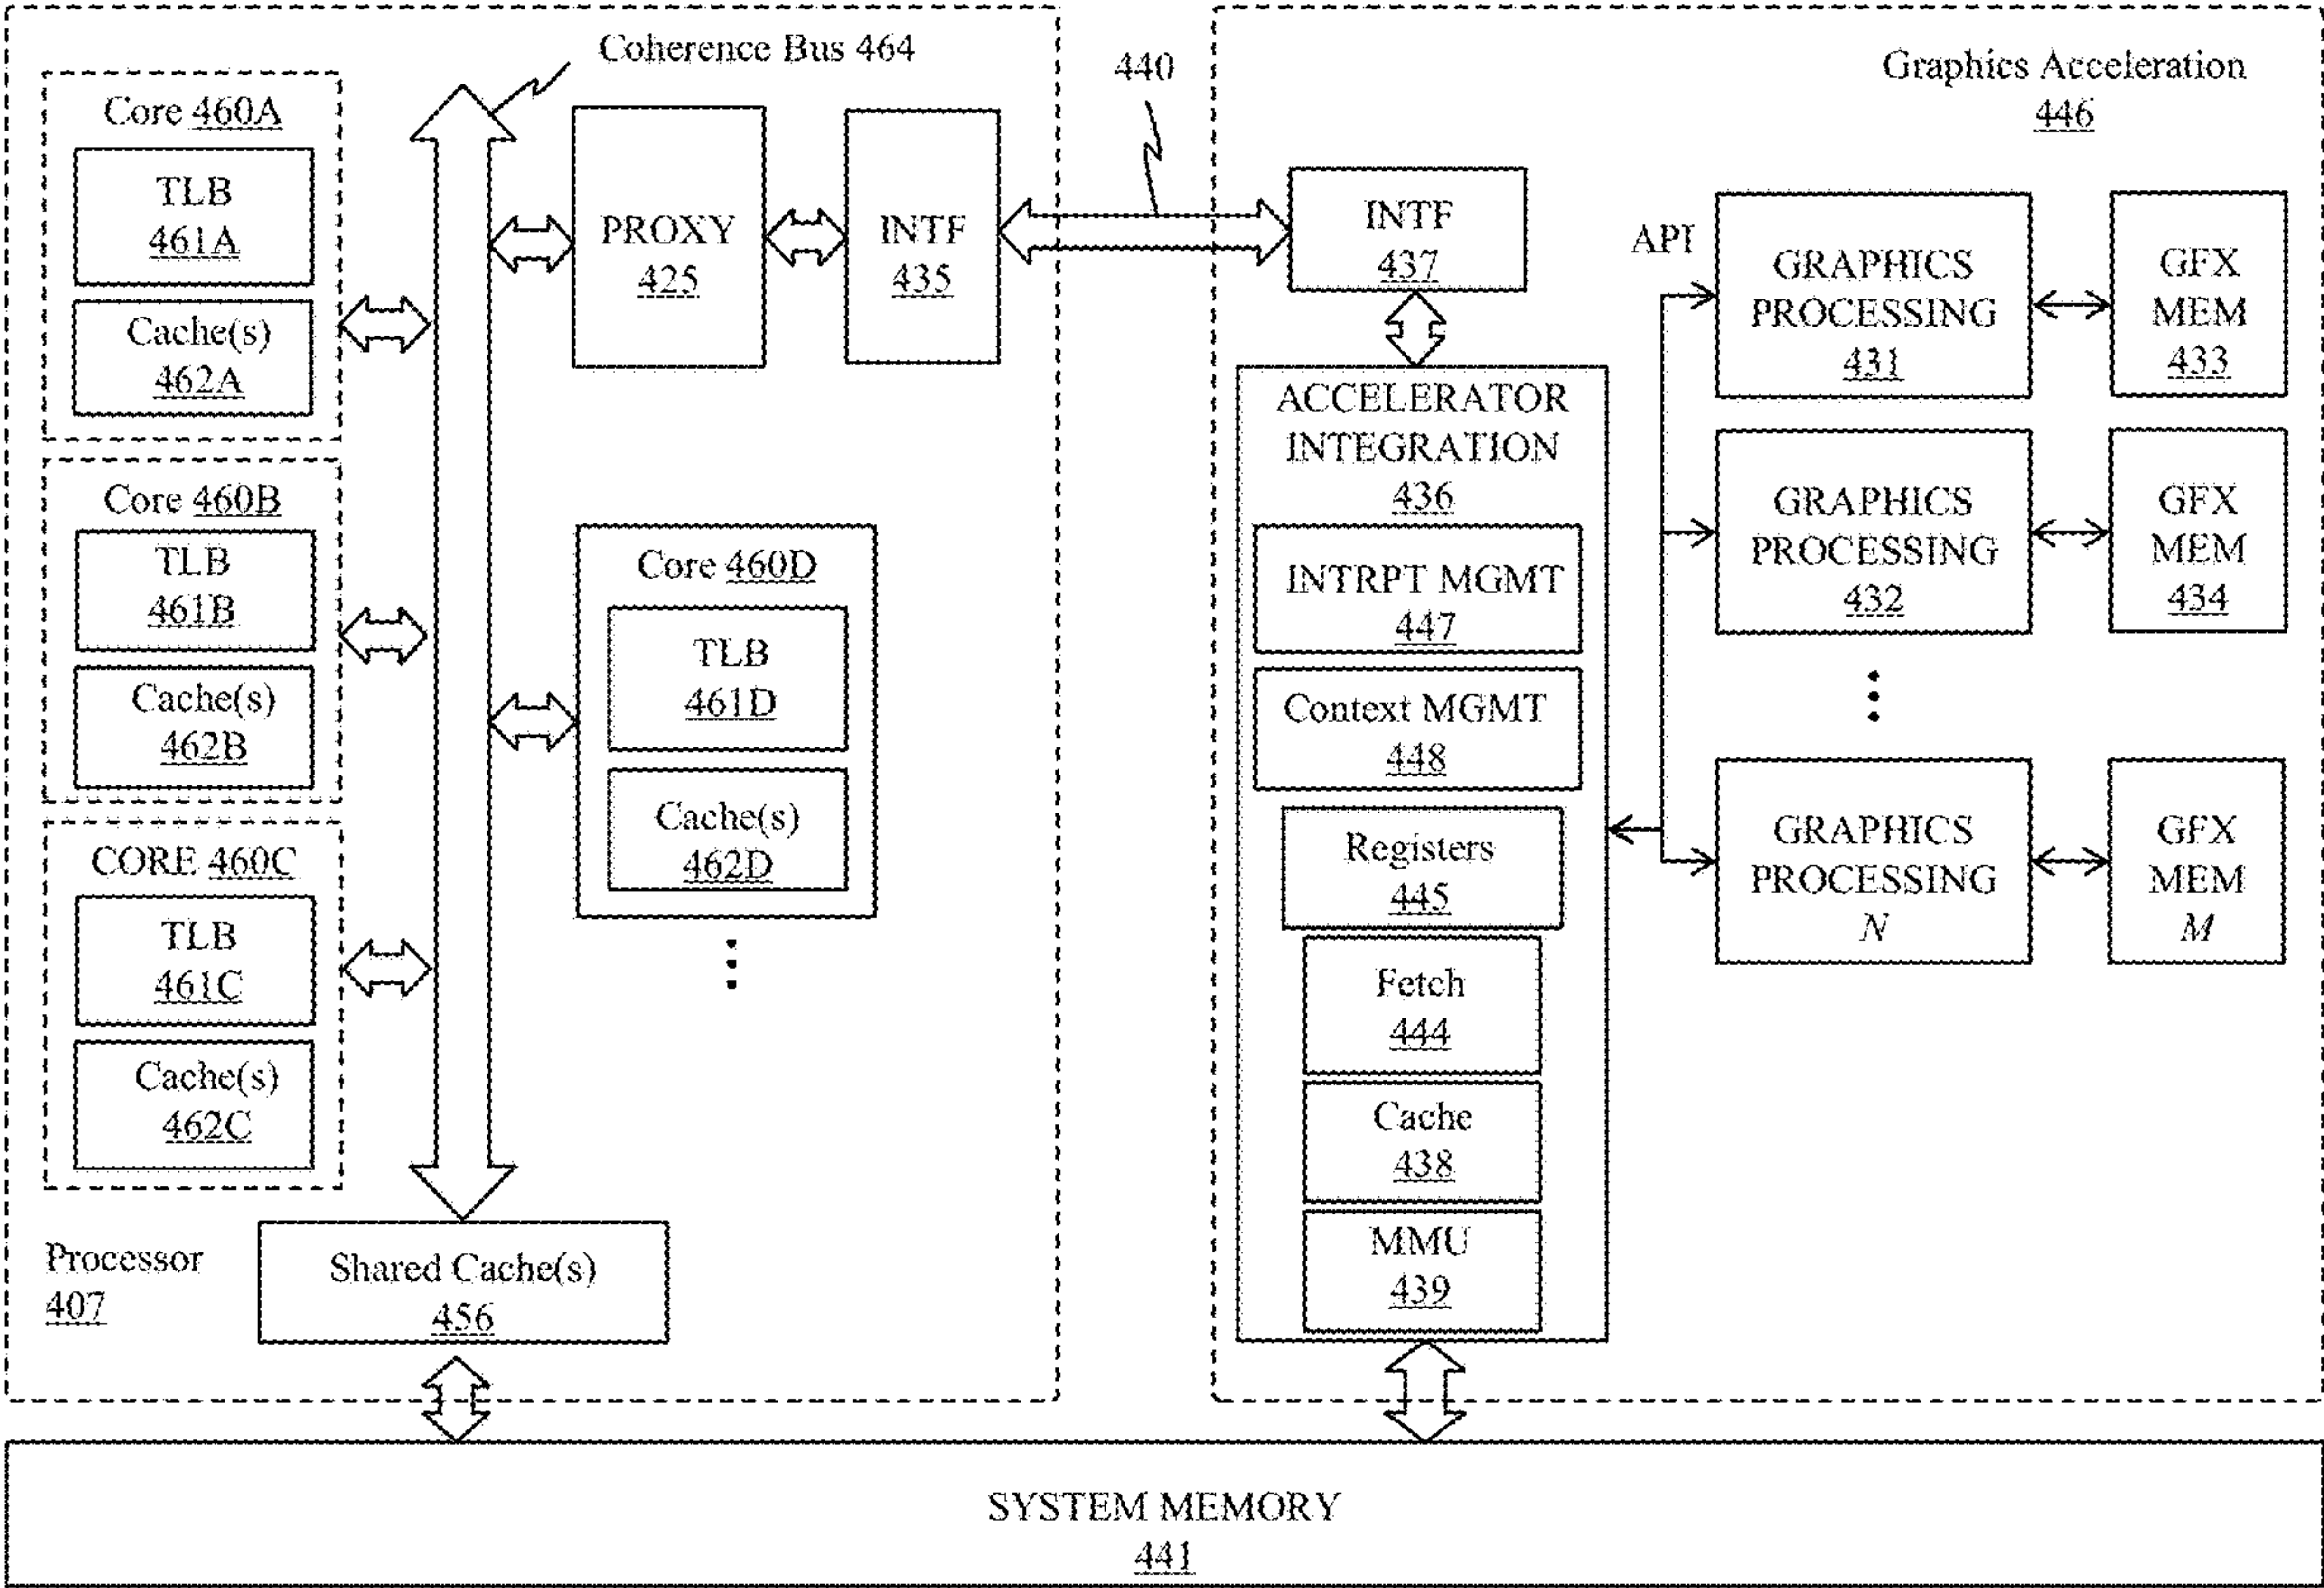 Coherence Bus 464
Core 460A
TLB
461A
Cache(s)
462A
Core 460B
TLB
461B
Cache(s)
462B
CORE 460C
TLB
461C
Cache(s)
462C
PROXY
425
INTF
435
Core 460D
TLB
461D
Cache(s)
462D
Processor
407
Shared Cache(s)
456
440
Graphics Acceleration
446
INTF
437
ACCELERATOR
INTEGRATION
436
INTRPT MGMT
447
Context MGMT
448
Registers
445
Fetch
444
Cache
438
MMU
439
API
GRAPHICS
PROCESSING
431
GFX
MEM
433
GRAPHICS
PROCESSING
432
GFX
MEM
434
GRAPHICS
PROCESSING
N
GFX
MEM
M
SYSTEM MEMORY
441